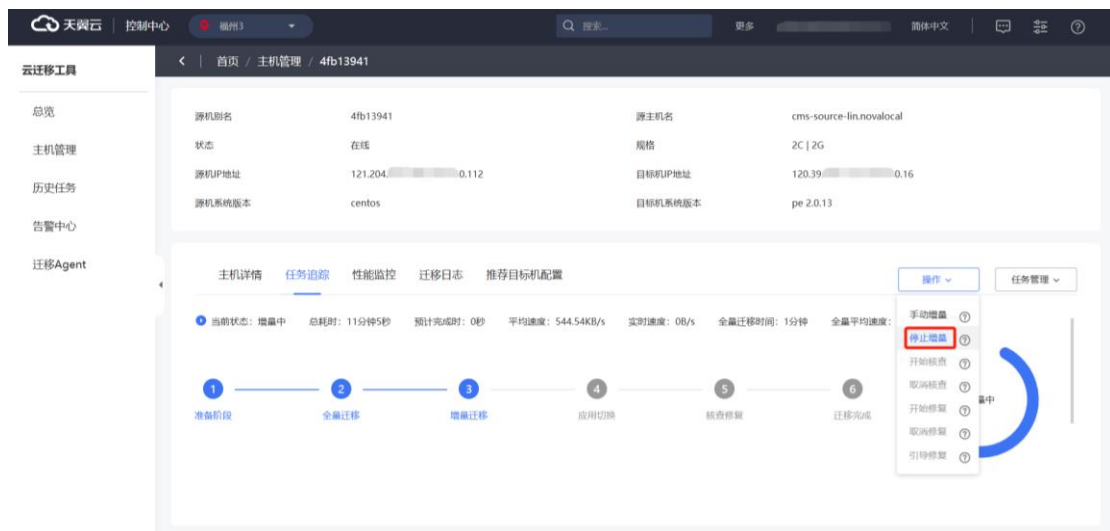 天翼云 控制中心 福州3 搜索... 更多 简体中文
云迁移工具
首页 / 主机管理 / 4fb13941
总览
主机管理
历史任务
告警中心
迁移Agent
源机别名 4fb13941 源主机名 cms-source-lin.novalocal
状态 在线 规格 2C | 2G
源机IP地址 121.204. 0.112 目标机IP地址 120.39 0.16
源机系统版本 centos 目标机系统版本 pe 2.0.13
主机详情 任务追踪 性能监控 迁移日志 推荐目标机配置 操作 任务管理
当前状态：增量中 总耗时：11分钟5秒 预计完成时：0秒 平均速度：544.54KB/s 实时速度：0B/s 全量迁移时间：1分钟 全量平均速度：
手动增量
停止增量
开始核查
取消核查
开始修复
取消修复
引导修复
1 2 3 4 5 6
准备阶段 全量迁移 增量迁移 应用切换 核查修复 迁移完成
量中